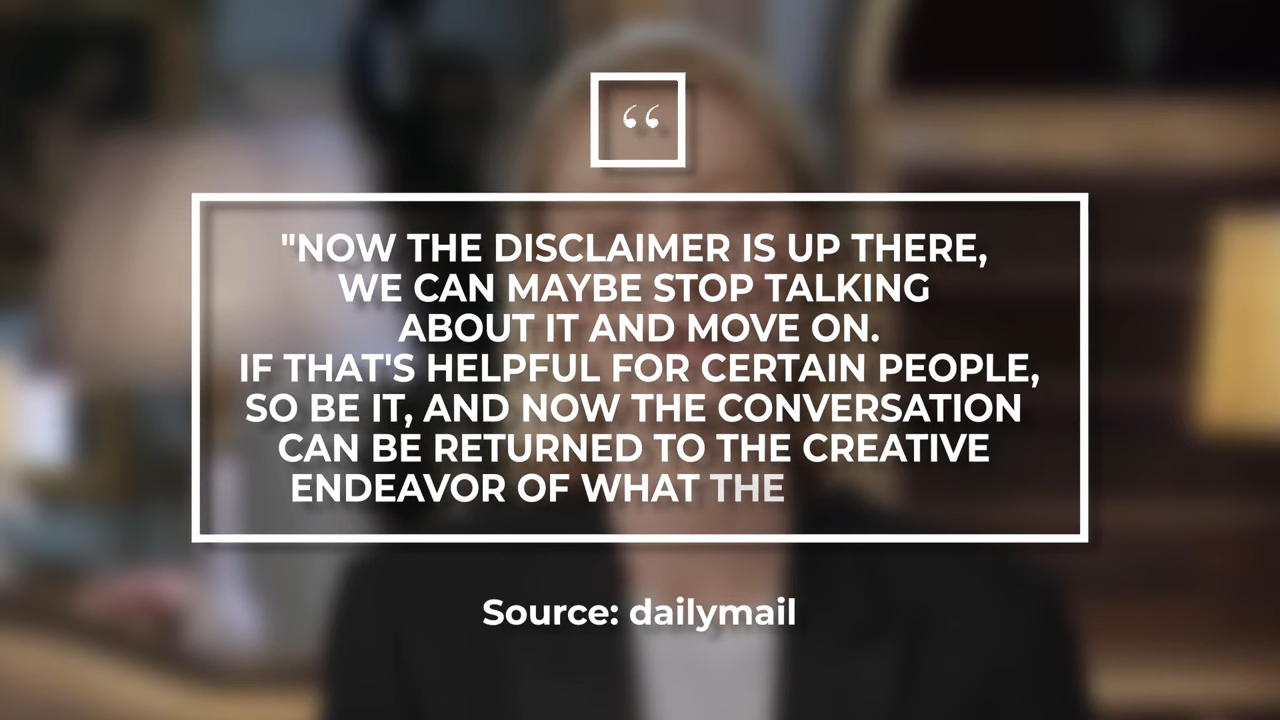 “
"NOW THE DISCLAIMER IS UP THERE,
WE CAN MAYBE STOP TALKING
ABOUT IT AND MOVE ON.
IF THAT'S HELPFUL FOR CERTAIN PEOPLE,
SO BE IT, AND NOW THE CONVERSATION
CAN BE RETURNED TO THE CREATIVE
ENDEAVOR OF WHAT THE
Source: dailymail